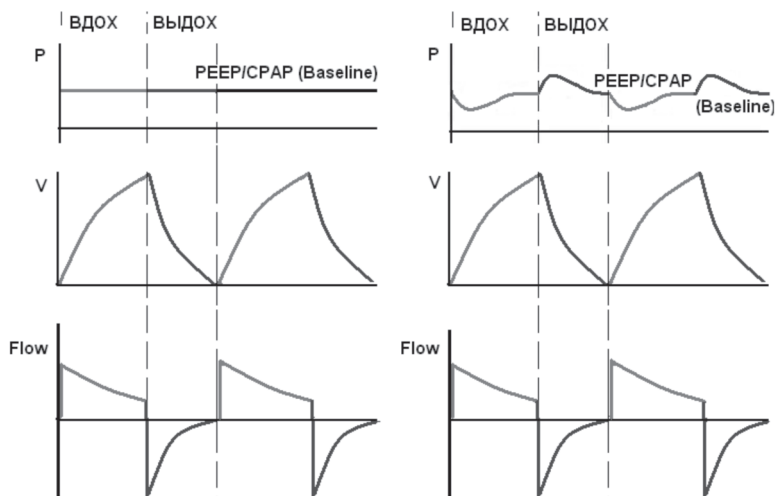 ВДОХ ВЫДОХ
P
PEEP/CPAP (Baseline)
V
Flow
ВДОХ ВЫДОХ
P
PEEP/CPAP
(Baseline)
V
Flow